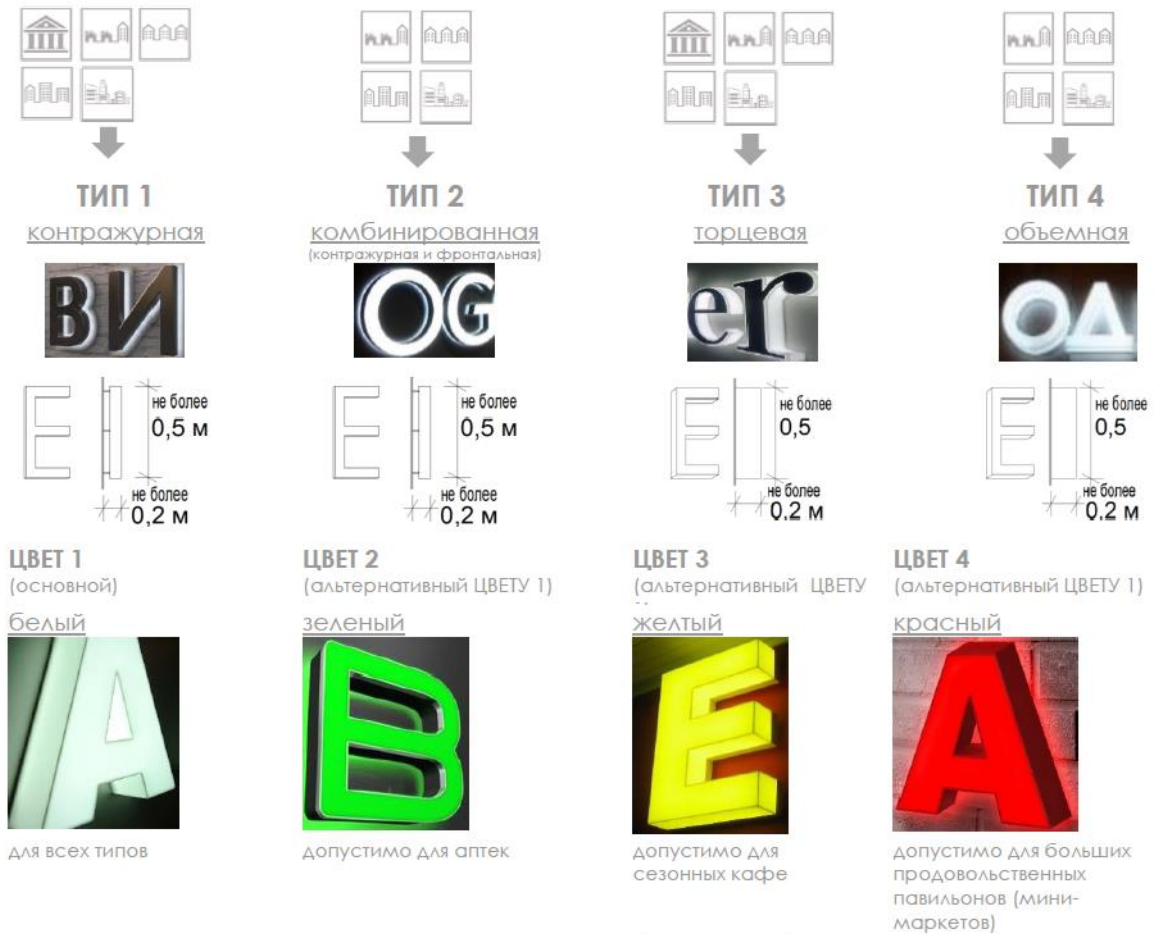 ТИП 1
контражурная
ВИ
не более
0,5 м
не более
0,2 м
ТИП 2
комбинированная
(контражурная и фронтальная)
OG
не более
0,5 м
не более
0,2 м
ТИП 3
торцевая
er
не более
0,5
не более
0,2 м
ТИП 4
объемная
ОД
не более
0,5
не более
0,2 м
ЦВЕТ 1
(основной)
белый
А
для всех типов
ЦВЕТ 2
(альтернативный ЦВЕТУ 1)
зеленый
В
допустимо для аптек
ЦВЕТ 3
(альтернативный ЦВЕТУ
желтый
Е
допустимо для
сезонных кафе
ЦВЕТ 4
(альтернативный ЦВЕТУ 1)
красный
А
допустимо для больших
продовольственных
павильонов (мини-
маркетов)